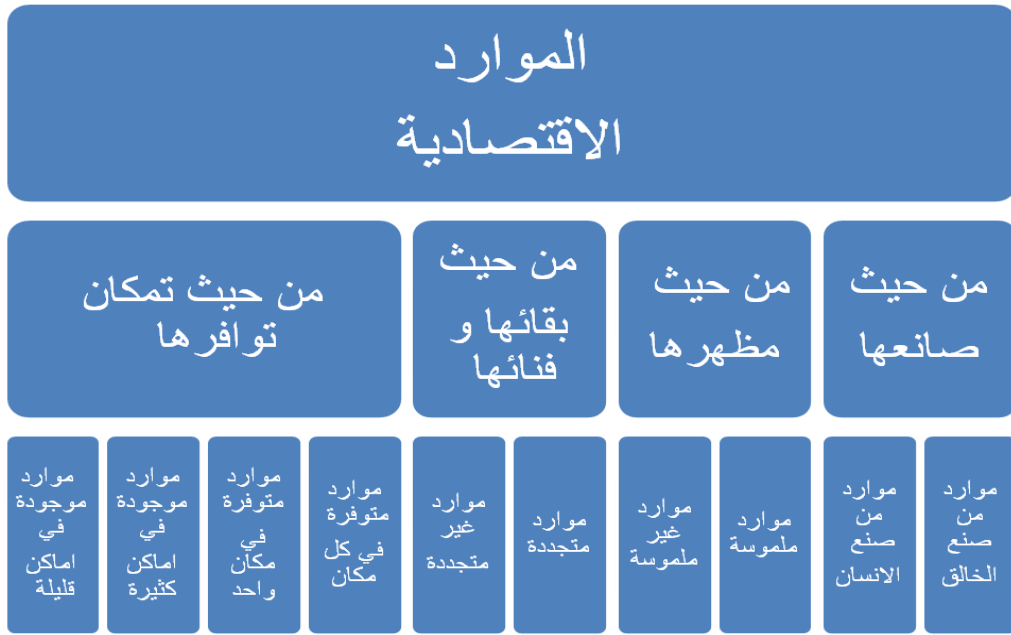 الموارد
الاقتصادية
من حيث
صانعها
من حيث
مظهرها
من حيث
بقائها و
فنائها
من حيث تمكان
توافرها
موارد
من
صنع
الخالق
موارد
من
صنع
الانسان
موارد
ملموسة
موارد
غير
ملموسة
موارد
متجددة
موارد
غير
متجددة
موارد
متوفرة
في كل
مكان
موارد
متوفرة
في
مكان
واحد
موارد
موجودة
في
اماكن
كثيرة
موارد
موجودة
في
اماكن
قليلة